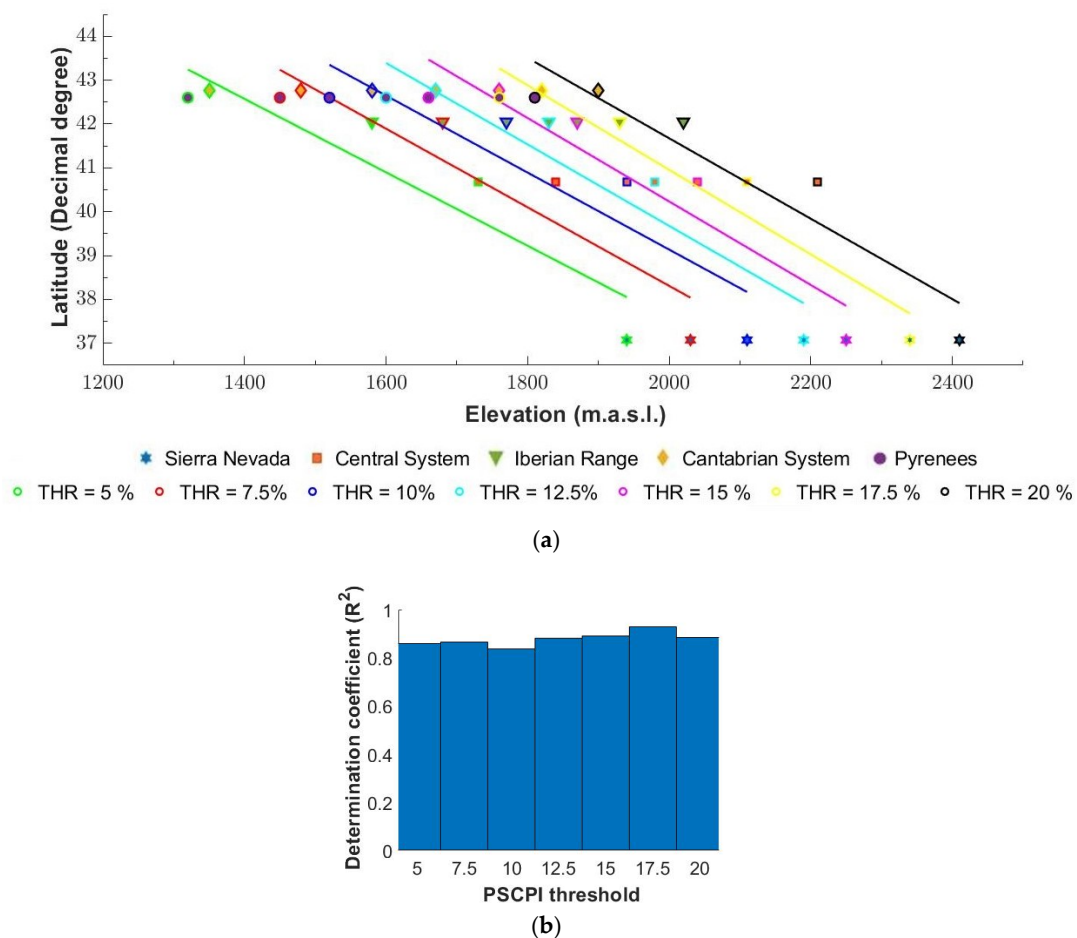 44
43
42
41
40
39
38
37
Latitude (Decimal degree)
1200 1400 1600 1800 2000 2200 2400
Elevation (m.a.s.l.)
Sierra Nevada Central System Iberian Range Cantabrian System Pyrenees
THR = 5 % THR = 7.5% THR = 10% THR = 12.5% THR = 15 % THR = 17.5 % THR = 20 %
(a)
1
0.8
0.6
0.4
0.2
0
Determination coefficient (R²)
5 7.5 10 12.5 15 17.5 20
PSCPI threshold
(b)